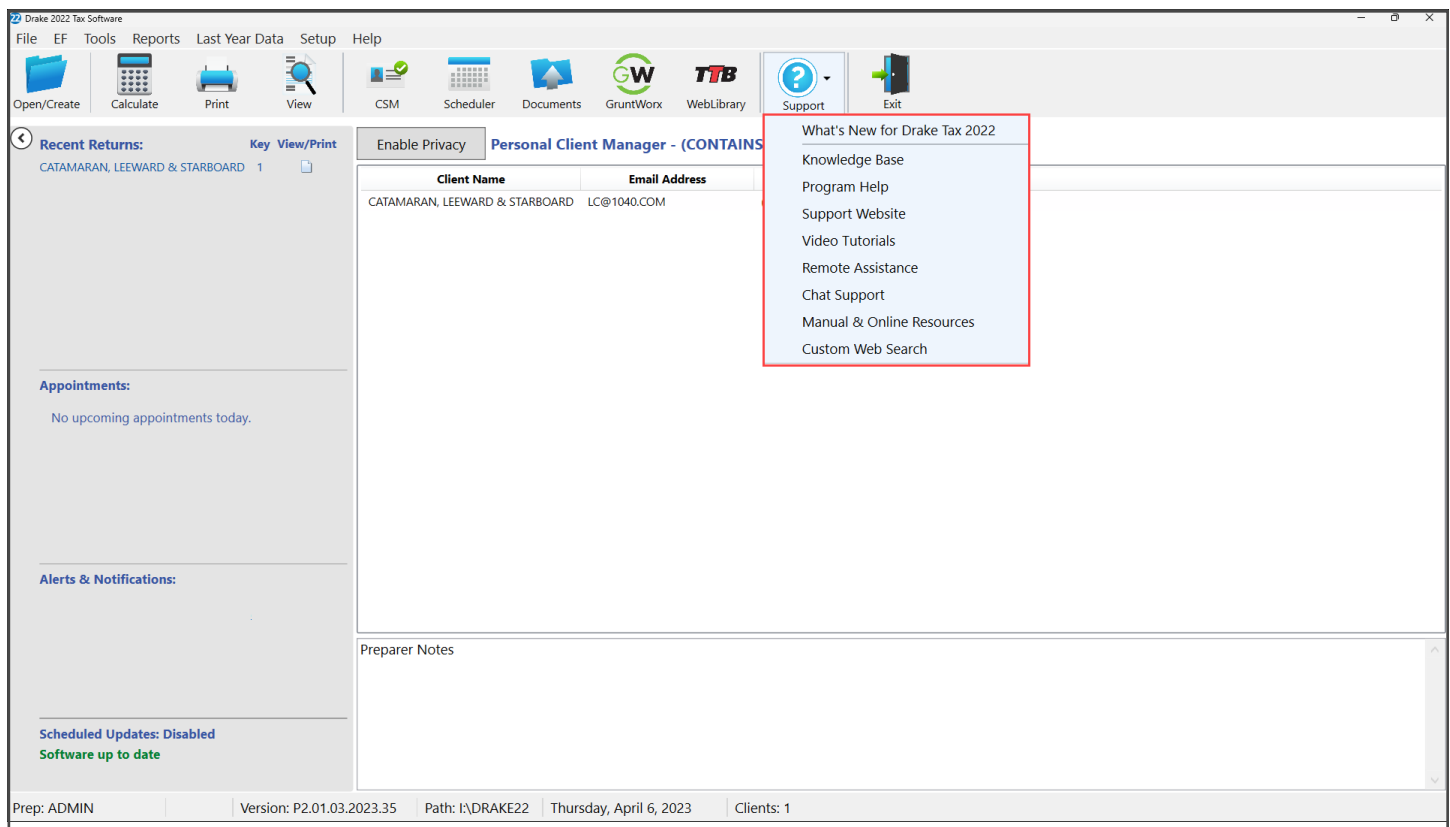 22 Drake 2022 Tax Software
File EF Tools Reports Last Year Data Setup Help
Open/Create Calculate Print View CSM Scheduler Documents GW GruntWorx TTB WebLibrary ? Support Exit
Recent Returns: Key View/Print
CATAMARAN, LEEWARD & STARBOARD 1
Appointments:
No upcoming appointments today.
Alerts & Notifications:
Scheduled Updates: Disabled
Software up to date
Enable Privacy Personal Client Manager - (CONTAINS
Client Name Email Address
CATAMARAN, LEEWARD & STARBOARD LC@1040.COM
What's New for Drake Tax 2022
Knowledge Base
Program Help
Support Website
Video Tutorials
Remote Assistance
Chat Support
Manual & Online Resources
Custom Web Search
Preparer Notes
Prep: ADMIN Version: P2.01.03.2023.35 Path: I:\DRAKE22 Thursday, April 6, 2023 Clients: 1